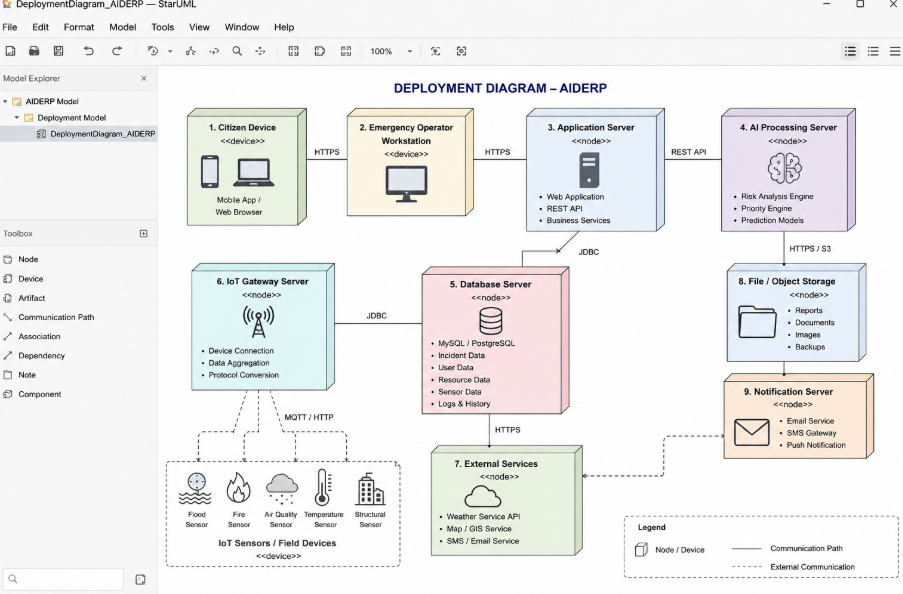 DeploymentDiagram_AIDERP — StarUML
File Edit Format Model Tools View Window Help
100%
Model Explorer
AIDERP Model
Deployment Model
DeploymentDiagram_AIDERP
Toolbox
Node
Device
Artifact
Communication Path
Association
Dependency
Note
Component
DEPLOYMENT DIAGRAM – AIDERP
1. Citizen Device
<<device>>
Mobile App /
Web Browser
HTTPS
2. Emergency Operator
Workstation
<<device>>
HTTPS
3. Application Server
<<node>>
• Web Application
• REST API
• Business Services
REST API
4. AI Processing Server
<<node>>
• Risk Analysis Engine
• Priority Engine
• Prediction Models
JDBC
HTTPS / S3
6. IoT Gateway Server
<<node>>
• Device Connection
• Data Aggregation
• Protocol Conversion
JDBC
5. Database Server
<<node>>
• MySQL / PostgreSQL
• Incident Data
• User Data
• Resource Data
• Sensor Data
• Logs & History
8. File / Object Storage
<<node>>
• Reports
• Documents
• Images
• Backups
9. Notification Server
<<node>>
• Email Service
• SMS Gateway
• Push Notification
MQTT / HTTP
HTTPS
Flood
Sensor
Fire
Sensor
Air Quality
Sensor
Temperature
Sensor
Structural
Sensor
IoT Sensors / Field Devices
<<device>>
7. External Services
<<node>>
• Weather Service API
• Map / GIS Service
• SMS / Email Service
Legend
Node / Device
Communication Path
External Communication